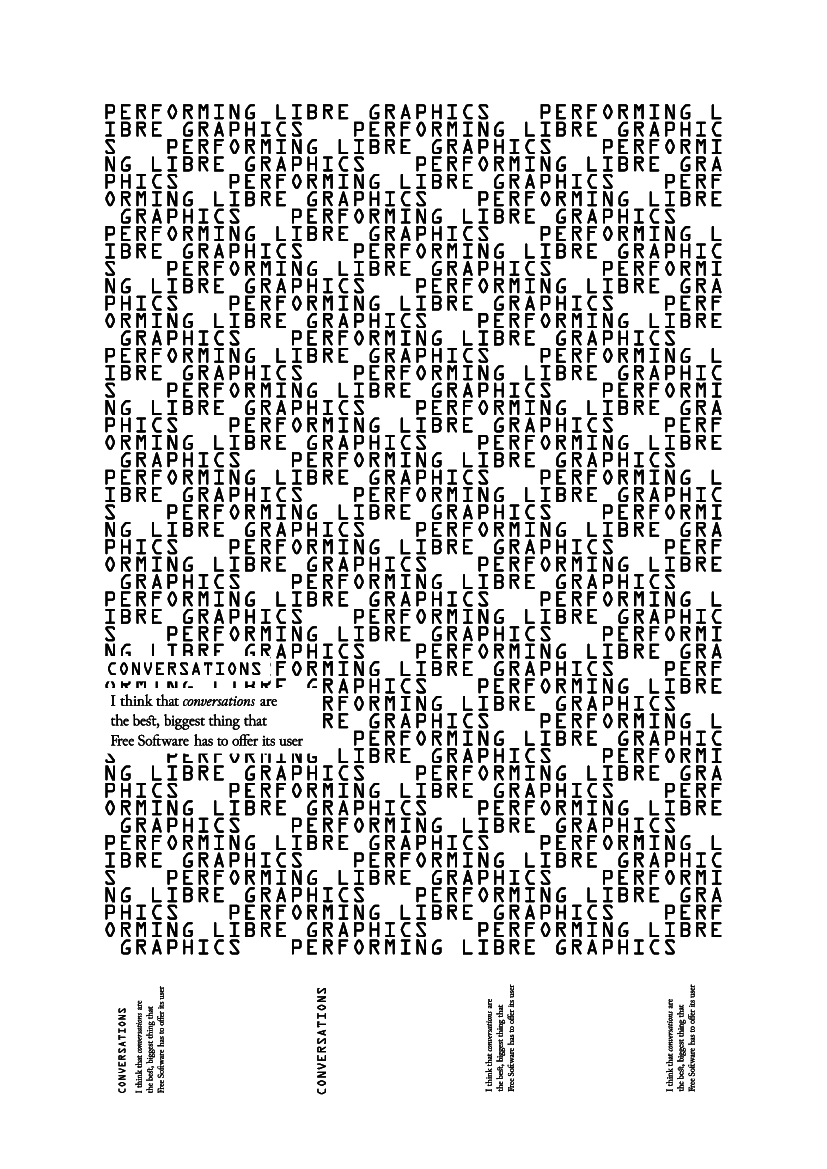 PERFORMING LIBRE GRAPHICS   PERFORMING L
IBRE GRAPHICS   PERFORMING LIBRE GRAPHIC
S   PERFORMING LIBRE GRAPHICS   PERFORMI
NG LIBRE GRAPHICS   PERFORMING LIBRE GRA
PHICS   PERFORMING LIBRE GRAPHICS   PERF
ORMING LIBRE GRAPHICS   PERFORMING LIBRE
GRAPHICS   PERFORMING LIBRE GRAPHICS
PERFORMING LIBRE GRAPHICS   PERFORMING L
IBRE GRAPHICS   PERFORMING LIBRE GRAPHIC
S   PERFORMING LIBRE GRAPHICS   PERFORMI
NG LIBRE GRAPHICS   PERFORMING LIBRE GRA
PHICS   PERFORMING LIBRE GRAPHICS   PERF
ORMING LIBRE GRAPHICS   PERFORMING LIBRE
GRAPHICS   PERFORMING LIBRE GRAPHICS
PERFORMING LIBRE GRAPHICS   PERFORMING L
IBRE GRAPHICS   PERFORMING LIBRE GRAPHIC
S   PERFORMING LIBRE GRAPHICS   PERFORMI
NG LIBRE GRAPHICS   PERFORMING LIBRE GRA
PHICS   PERFORMING LIBRE GRAPHICS   PERF
ORMING LIBRE GRAPHICS   PERFORMING LIBRE
GRAPHICS   PERFORMING LIBRE GRAPHICS
PERFORMING LIBRE GRAPHICS   PERFORMING L
IBRE GRAPHICS   PERFORMING LIBRE GRAPHIC
S   PERFORMING LIBRE GRAPHICS   PERFORMI
NG LIBRE GRAPHICS   PERFORMING LIBRE GRA
PHICS   PERFORMING LIBRE GRAPHICS   PERF
ORMING LIBRE GRAPHICS   PERFORMING LIBRE
GRAPHICS   PERFORMING LIBRE GRAPHICS
PERFORMING LIBRE GRAPHICS   PERFORMING L
IBRE GRAPHICS   PERFORMING LIBRE GRAPHIC
S   PERFORMING LIBRE GRAPHICS   PERFORMI
NG LIBRE GRAPHICS   PERFORMING LIBRE GRA
CONVERSATIONS
FORMING LIBRE GRAPHICS   PERF
ORMING LIBRE GRAPHICS   PERFORMING LIBRE
I think that conversations are
the best, biggest thing that
Free Software has to offer its user
FORMING LIBRE GRAPHICS
RE GRAPHICS   PERFORMING L
PERFORMING LIBRE GRAPHIC
S   PERFORMING LIBRE GRAPHICS   PERFORMI
NG LIBRE GRAPHICS   PERFORMING LIBRE GRA
PHICS   PERFORMING LIBRE GRAPHICS   PERF
ORMING LIBRE GRAPHICS   PERFORMING LIBRE
GRAPHICS   PERFORMING LIBRE GRAPHICS
PERFORMING LIBRE GRAPHICS   PERFORMING L
IBRE GRAPHICS   PERFORMING LIBRE GRAPHIC
S   PERFORMING LIBRE GRAPHICS   PERFORMI
NG LIBRE GRAPHICS   PERFORMING LIBRE GRA
PHICS   PERFORMING LIBRE GRAPHICS   PERF
ORMING LIBRE GRAPHICS   PERFORMING LIBRE
GRAPHICS   PERFORMING LIBRE GRAPHICS
CONVERSATIONS
I think that conversations are
the best, biggest thing that
Free Software has to offer its user
CONVERSATIONS
I think that conversations are
the best, biggest thing that
Free Software has to offer its user
I think that conversations are
the best, biggest thing that
Free Software has to offer its user